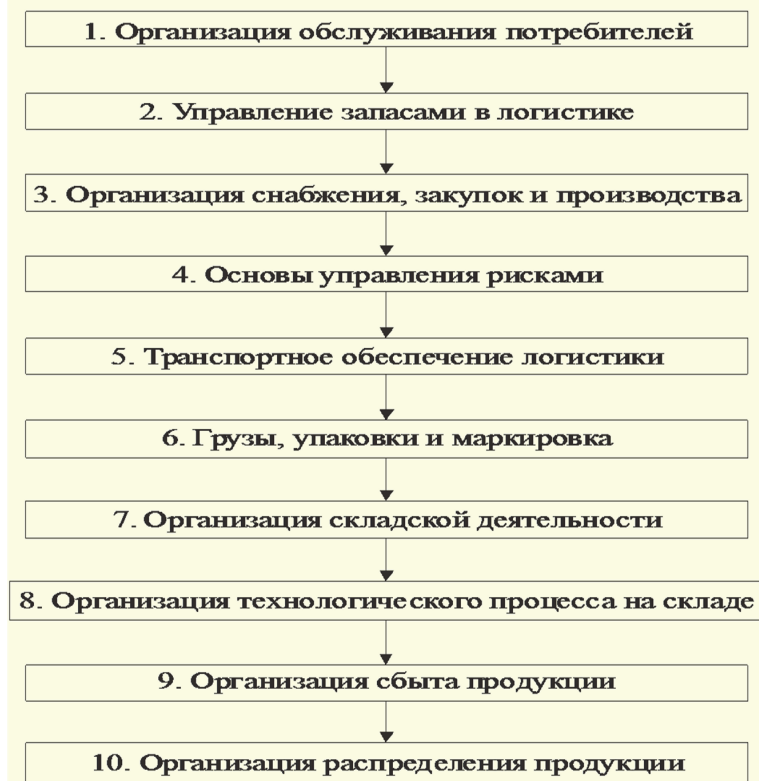 1. Организация обслуживания потребителей
2. Управление запасами в логистике
3. Организация снабжения, закупок и производства
4. Основы управления рисками
5. Транспортное обеспечение логистики
6. Грузы, упаковки и маркировка
7. Организация складской деятельности
8. Организация технологического процесса на складе
9. Организация сбыта продукции
10. Организация распределения продукции